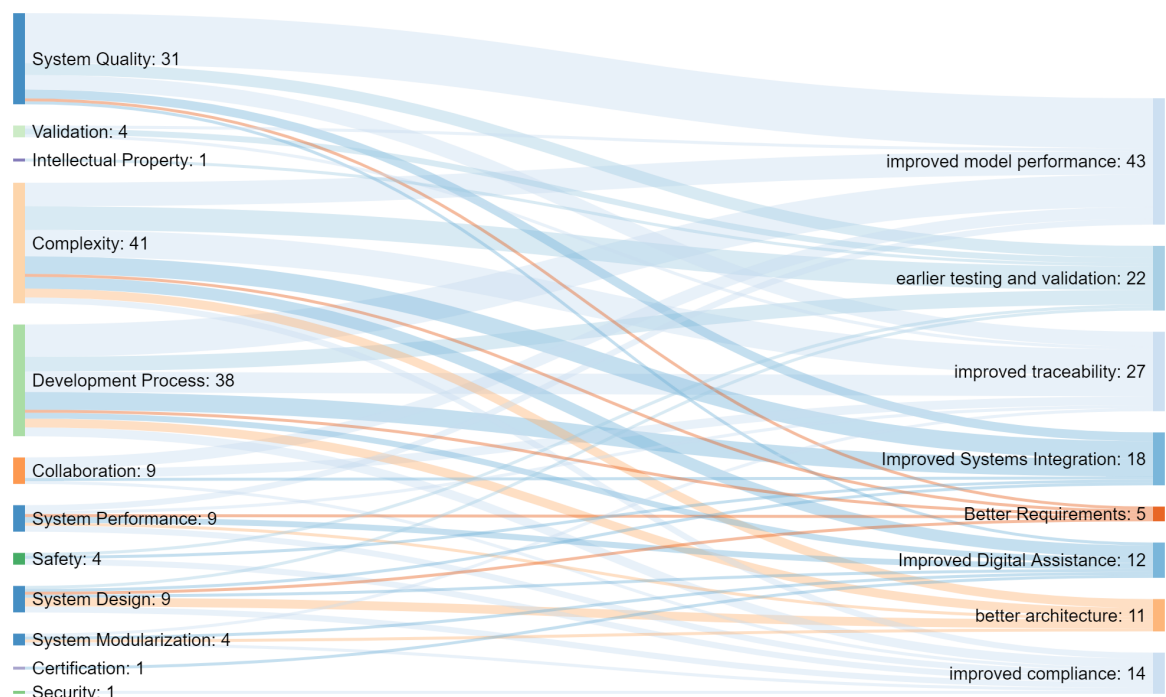 System Quality: 31
Validation: 4
Intellectual Property: 1
Complexity: 41
Development Process: 38
Collaboration: 9
System Performance: 9
Safety: 4
System Design: 9
System Modularization: 4
Certification: 1
Security: 1
improved model performance: 43
earlier testing and validation: 22
improved traceability: 27
Improved Systems Integration: 18
Better Requirements: 5
Improved Digital Assistance: 12
better architecture: 11
improved compliance: 14